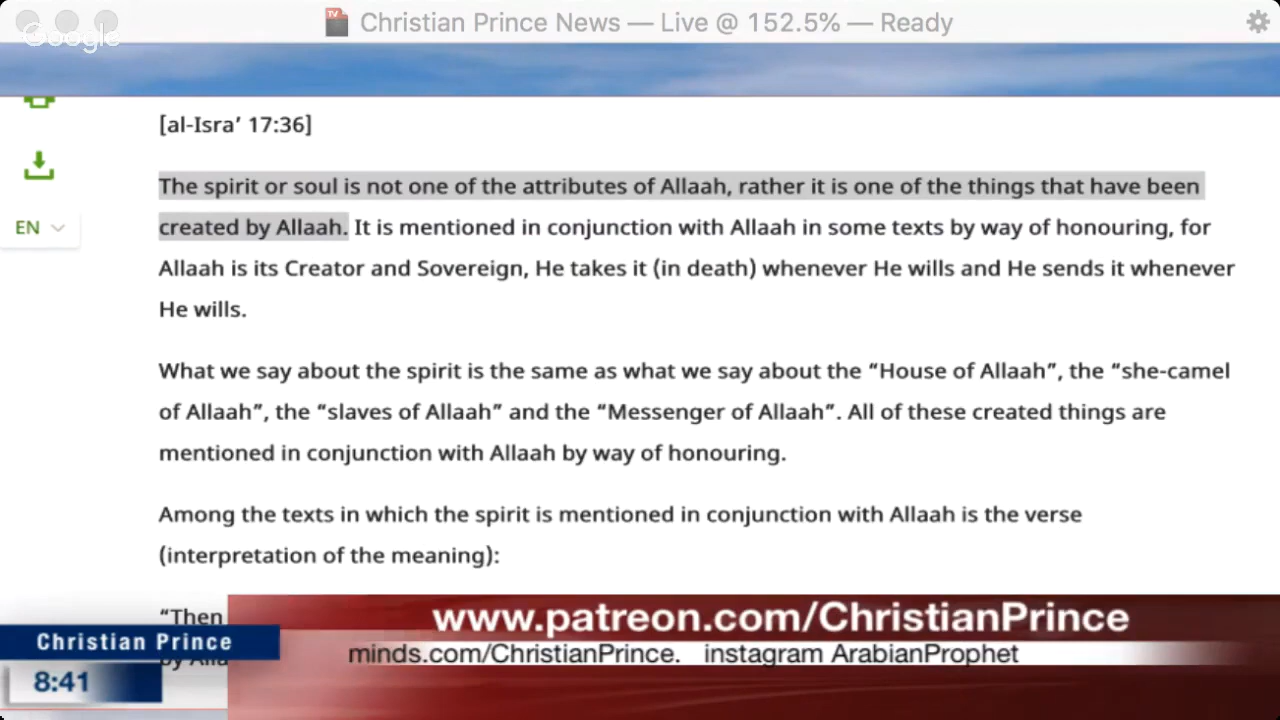 Christian Prince News — Live @ 152.5% — Ready
Google
[al-Isra’ 17:36]
The spirit or soul is not one of the attributes of Allaah, rather it is one of the things that have been
created by Allaah. It is mentioned in conjunction with Allaah in some texts by way of honouring, for
EN
Allaah is its Creator and Sovereign, He takes it (in death) whenever He wills and He sends it whenever
He wills.
What we say about the spirit is the same as what we say about the “House of Allaah”, the “she-camel
of Allaah”, the “slaves of Allaah” and the “Messenger of Allaah”. All of these created things are
mentioned in conjunction with Allaah by way of honouring.
Among the texts in which the spirit is mentioned in conjunction with Allaah is the verse
(interpretation of the meaning):
“Then
www.patreon.com/ChristianPrince
Christian Prince
minds.com/ChristianPrince. instagram ArabianProphet
8:41